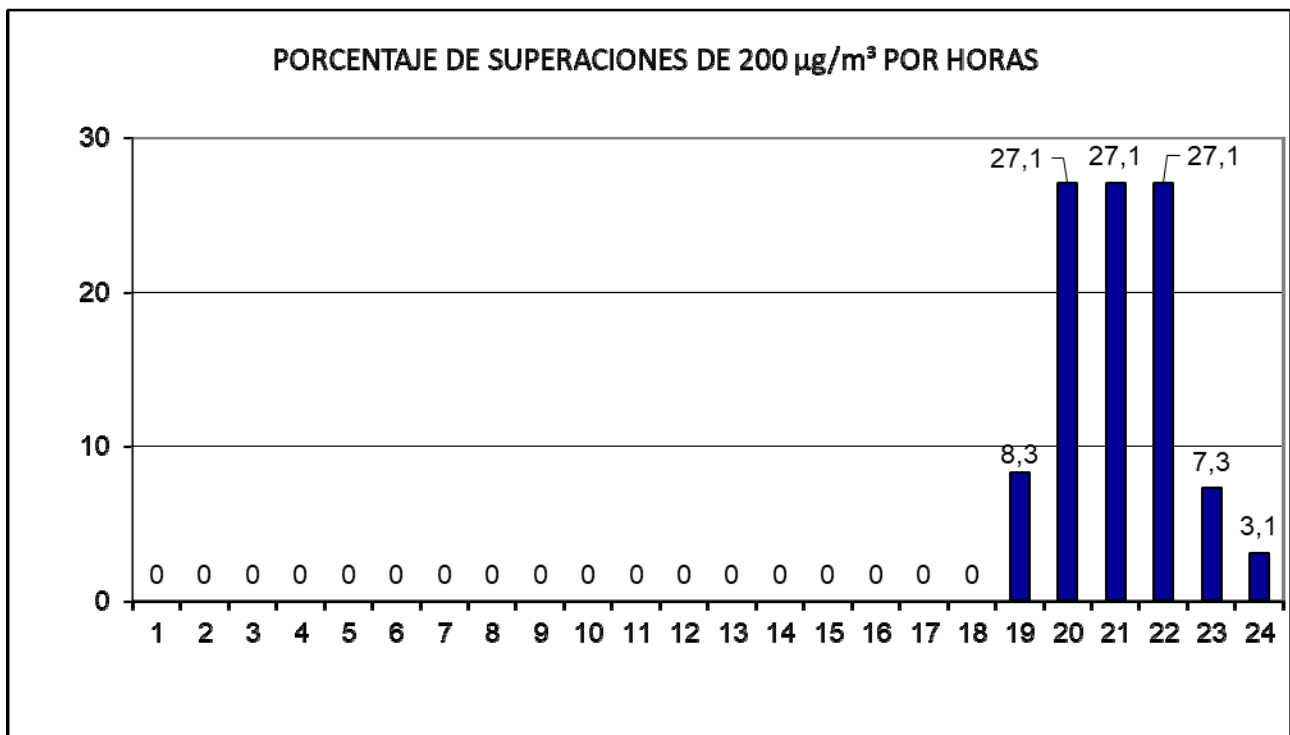 PORCENTAJE DE SUPERACIONES DE 200 µg/m³ POR HORAS
30
27,1 27,1 27,1
20
10
8,3 7,3
3,1
0 0 0 0 0 0 0 0 0 0 0 0 0 0 0 0 0 0
0
1 2 3 4 5 6 7 8 9 10 11 12 13 14 15 16 17 18 19 20 21 22 23 24